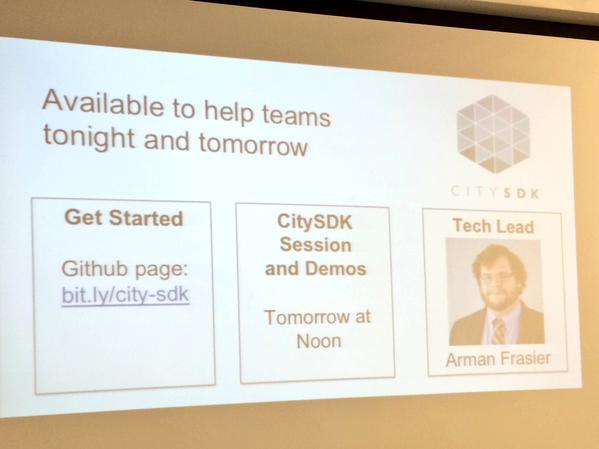 Available to help teams
tonight and tomorrow
CITYSDK
Get Started
Github page:
bit.ly/city-sdk
CitySDK
Session
and Demos
Tomorrow at
Noon
Tech Lead
Arman Frasier